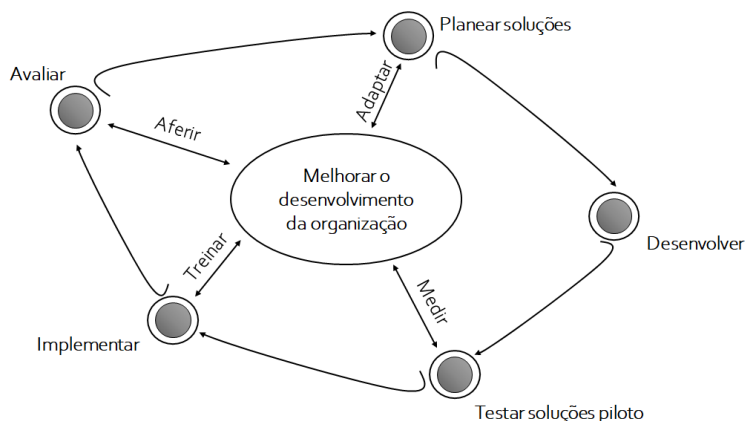 Planear soluções
Avaliar
Adaptar
Aferir
Melhorar o
desenvolvimento
da organização
Desenvolver
Treinar
Medir
Implementar
Testar soluções piloto